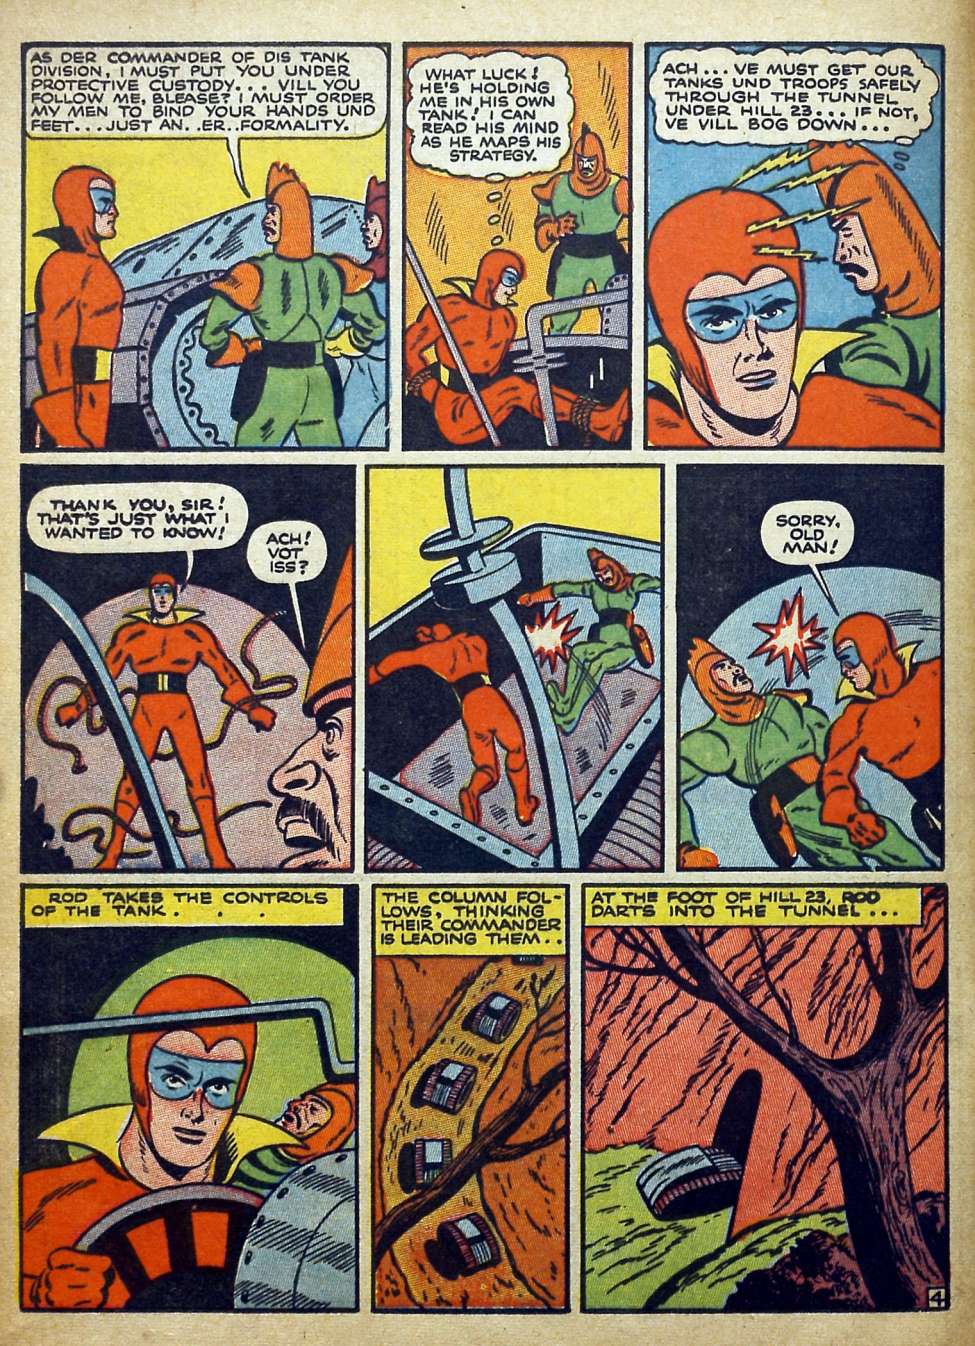 AS DER COMMANDER OF DIS TANK
DIVISION, I MUST PUT YOU UNDER
PROTECTIVE CUSTODY... VILL YOU
FOLLOW ME, BLEASE? I MUST ORDER
MY MEN TO BIND YOUR HANDS UND
FEET...JUST AN..ER..FORMALITY.
WHAT LUCK!
HE'S HOLDING
ME IN HIS OWN
TANK! I CAN
READ HIS MIND
AS HE MAPS HIS
STRATEGY.
ACH... VE MUST GET OUR
TANKS UND TROOPS SAFELY
THROUGH THE TUNNEL
UNDER HILL 23... IF NOT,
VE VILL BOG DOWN...
THANK YOU, SIR!
THAT'S JUST WHAT I
WANTED TO KNOW!
ACH!
VOT
ISS?
SORRY,
OLD
MAN!
ROD TAKES THE CONTROLS
OF THE TANK. . .
THE COLUMN FOL-
LOWS, THINKING
THEIR COMMANDER
IS LEADING THEM..
AT THE FOOT OF HILL 23, ROD
DARTS INTO THE TUNNEL...
4